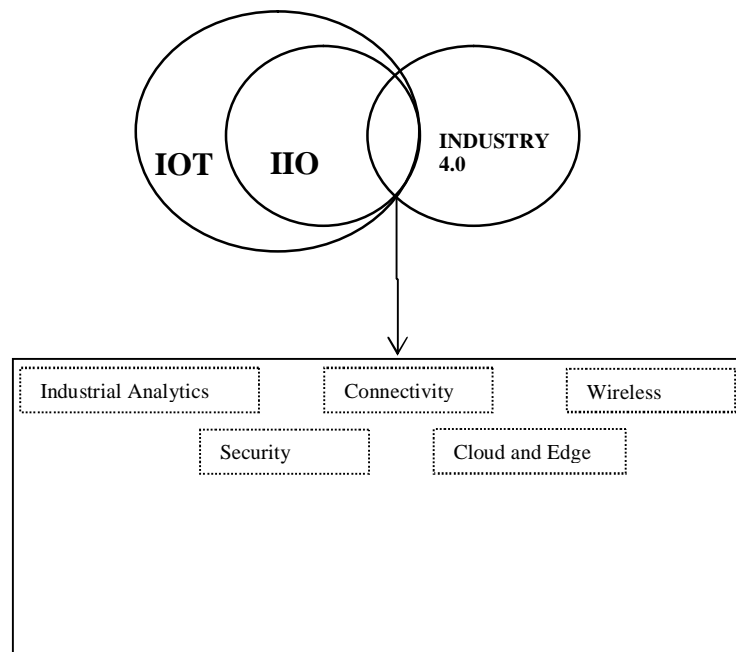 IOT
IIO
INDUSTRY
4.0
Industrial Analytics
Connectivity
Wireless
Security
Cloud and Edge